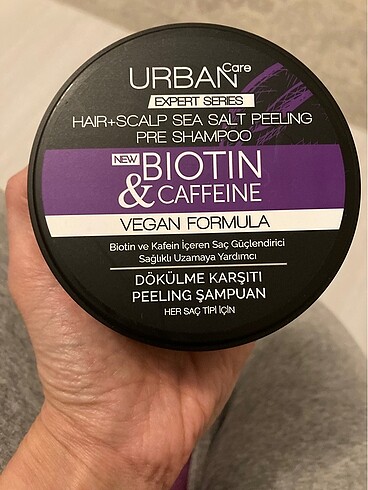 URBAN Care
EXPERT SERIES
HAIR+SCALP SEA SALT PEELING
PRE SHAMPOO
NEW BIOTIN
& CAFFEINE
VEGAN FORMULA
Biotin ve Kafein İçeren Saç Güçlendirici
Sağlıklı Uzamaya Yardımcı
DÖKÜLME KARŞITI
PEELING ŞAMPUAN
HER SAÇ TİPİ İÇİN